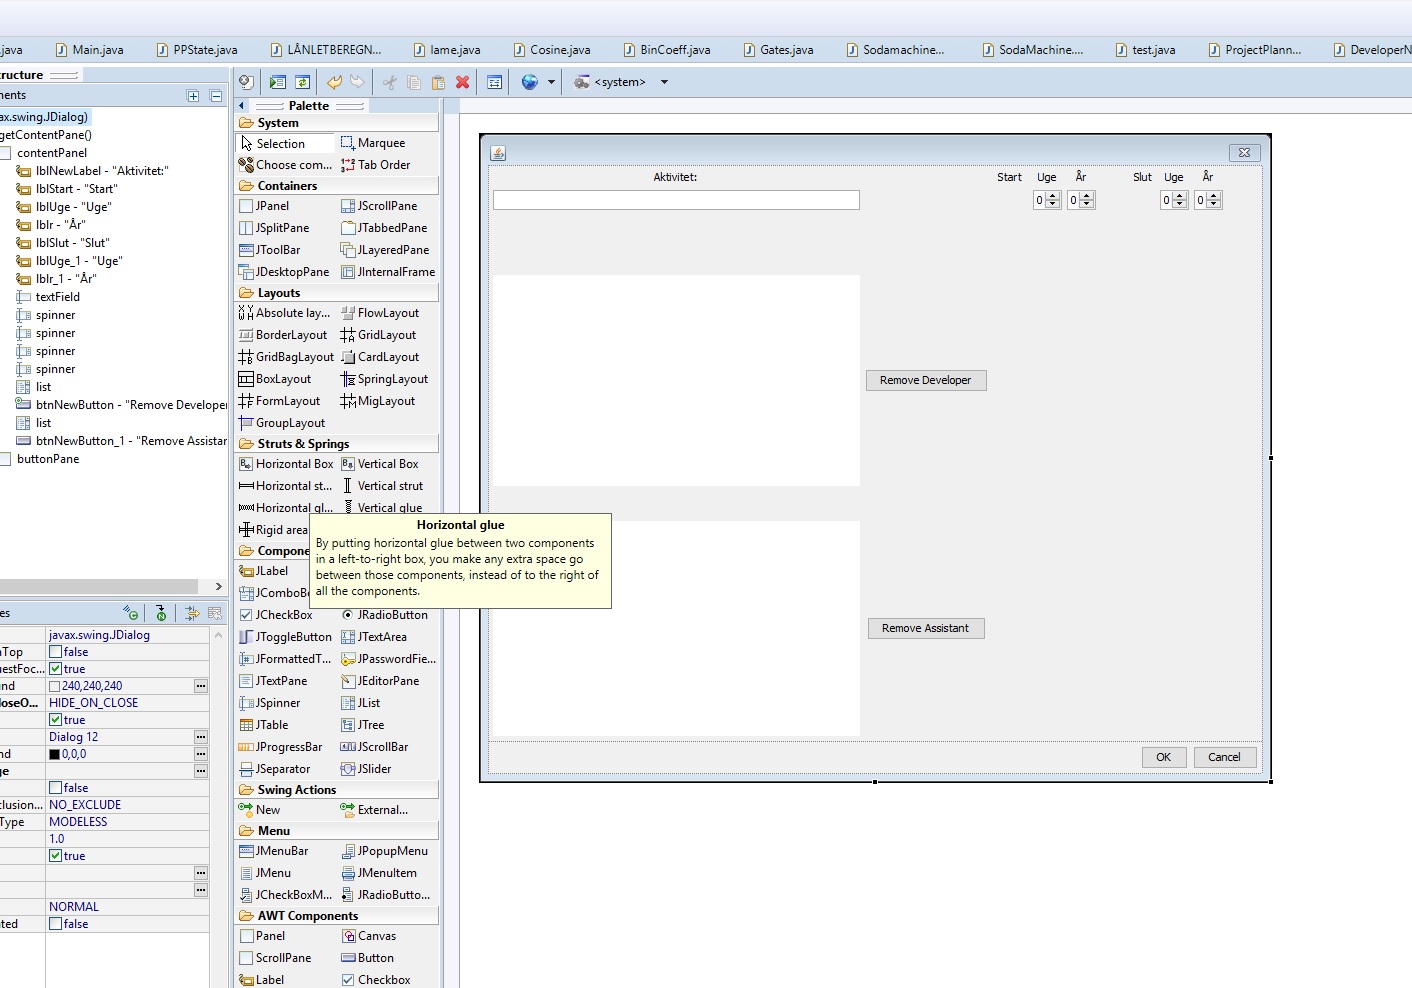 .java
Main.java
PPState.java
LÅNLETBEREGN...
lame.java
Cosine.java
BinCoeff.java
Gates.java
Sodamachine...
SodaMachine....
test.java
ProjectPlann...
DeveloperN
ructure
nents
ax.swing.JDialog)
getContentPane()
contentPanel
lblNewLabel - "Aktivitet:"
lblStart - "Start"
lblUge - "Uge"
lblr - "År"
lblSlut - "Slut"
lblUge_1 - "Uge"
lblr_1 - "År"
textField
spinner
spinner
spinner
spinner
list
btnNewButton - "Remove Developer
list
btnNewButton_1 - "Remove Assistar
buttonPane
es
javax.swing.JDialog
nTop false
uestFoc... true
und 240,240,240
loseO... HIDE_ON_CLOSE
true
Dialog 12
nd 0,0,0
ge
false
clusion... NO_EXCLUDE
Type MODELESS
1.0
true
NORMAL
ted false
<system>
Palette
System
Selection Marquee
Choose com... Tab Order
Containers
JPanel JScrollPane
JSplitPane JTabbedPane
JToolBar JLayeredPane
JDesktopPane JInternalFrame
Layouts
Absolute lay... FlowLayout
BorderLayout GridLayout
GridBagLayout CardLayout
BoxLayout SpringLayout
FormLayout MigLayout
GroupLayout
Struts & Springs
Horizontal Box Vertical Box
Horizontal st... Vertical strut
Horizontal gl... Vertical glue
Rigid area
Compone
JLabel
JComboB
JCheckBox JRadioButton
JToggleButton JTextArea
JFormattedT... JPasswordFie...
JTextPane JEditorPane
JSpinner JList
JTable JTree
JProgressBar JScrollBar
JSeparator JSlider
Swing Actions
New External...
Menu
JMenuBar JPopupMenu
JMenu JMenuItem
JCheckBoxM... JRadioButto...
AWT Components
Panel Canvas
ScrollPane Button
Label Checkbox
Horizontal glue
By putting horizontal glue between two components
in a left-to-right box, you make any extra space go
between those components, instead of to the right of
all the components.
Aktivitet: Start Uge År Slut Uge År
0 0 0 0
Remove Developer
Remove Assistant
OK Cancel